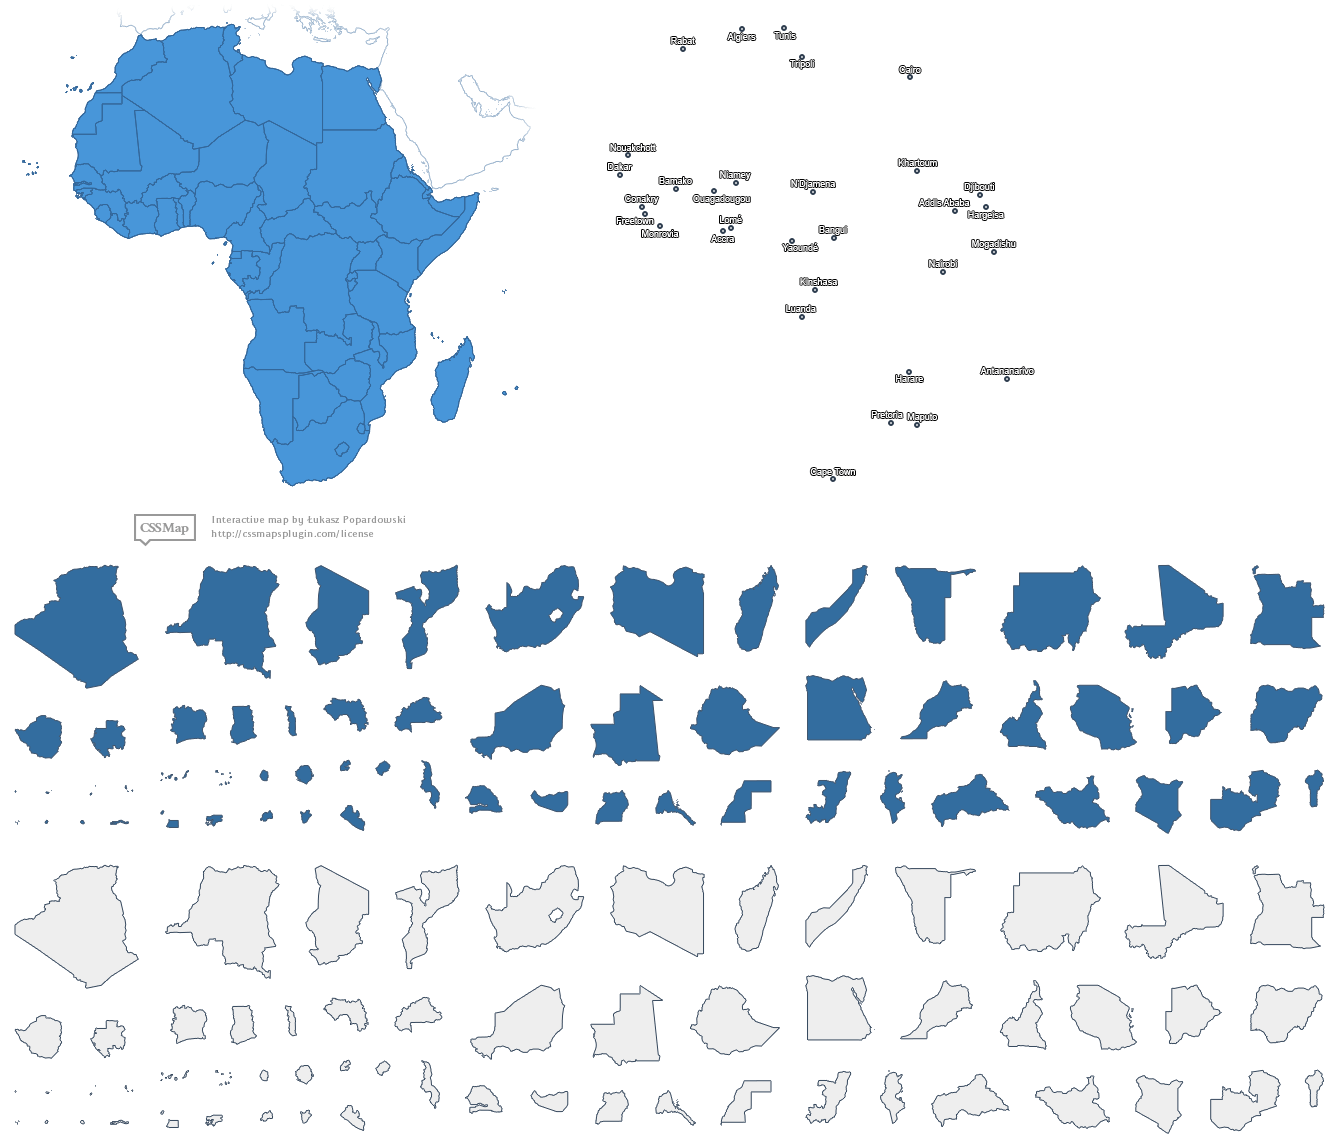 Rabat
Algiers
Tunis
Tripoli
Cairo
Nouakchott
Dakar
Bamako
Niamey
N'Djamena
Khartoum
Djibouti
Conakry
Ouagadougou
Addis Ababa
Hargeisa
Freetown
Lomé
Monrovia
Accra
Yaoundé
Bangui
Mogadishu
Nairobi
Kinshasa
Luanda
Harare
Antananarivo
Pretoria
Maputo
Cape Town
CSSMap
Interactive map by Łukasz Popardowski
http://cssmapsplugin.com/license